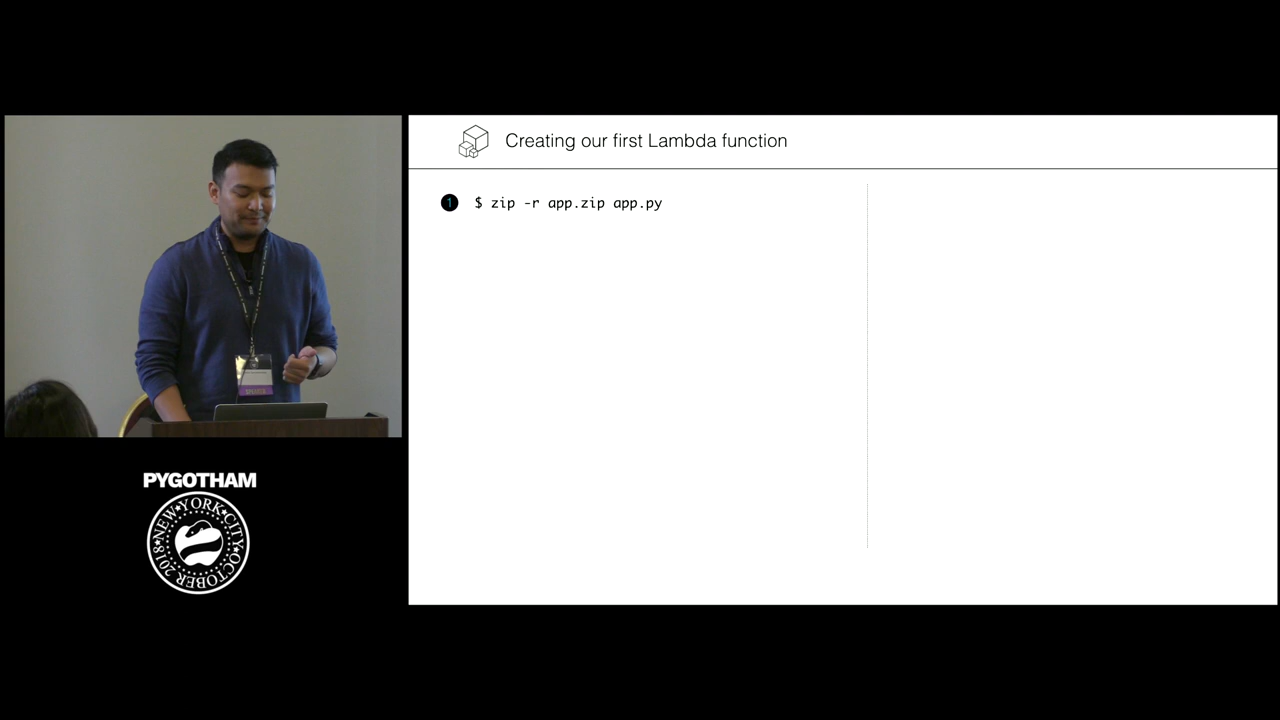 Creating our first Lambda function
1 $ zip -r app.zip app.py
PYGOTHAM
NEW★YORK★CITY★OCTOBER 2018★